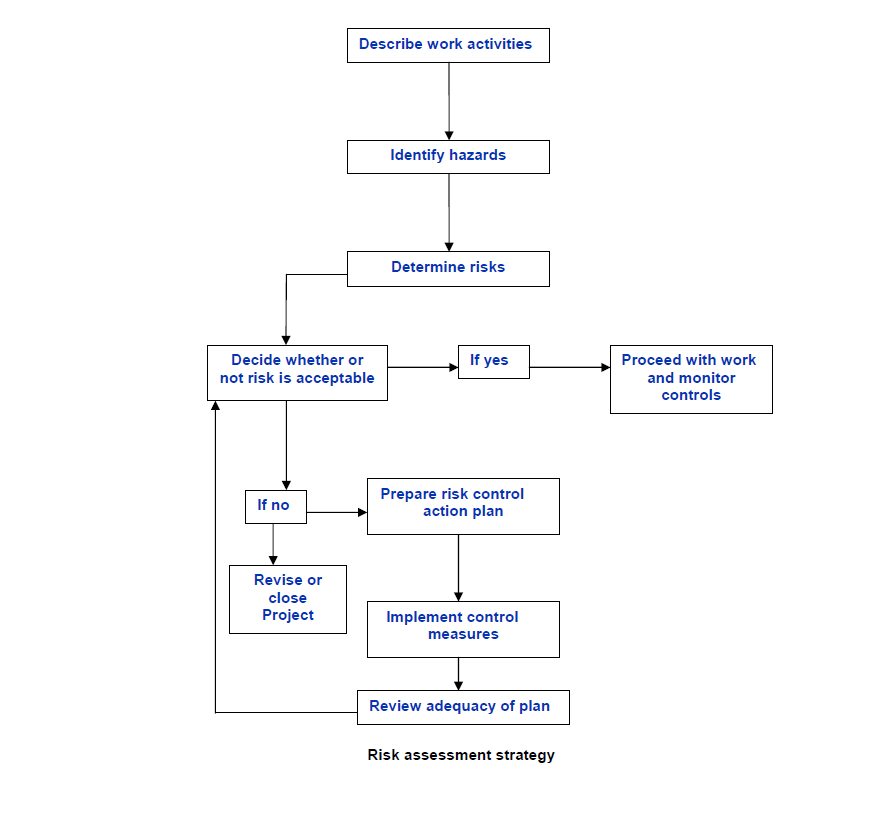 Describe work activities
Identify hazards
Determine risks
Decide whether or
not risk is acceptable
If yes
Proceed with work
and monitor
controls
If no
Prepare risk control
action plan
Revise or
close
Project
Implement control
measures
Review adequacy of plan
Risk assessment strategy